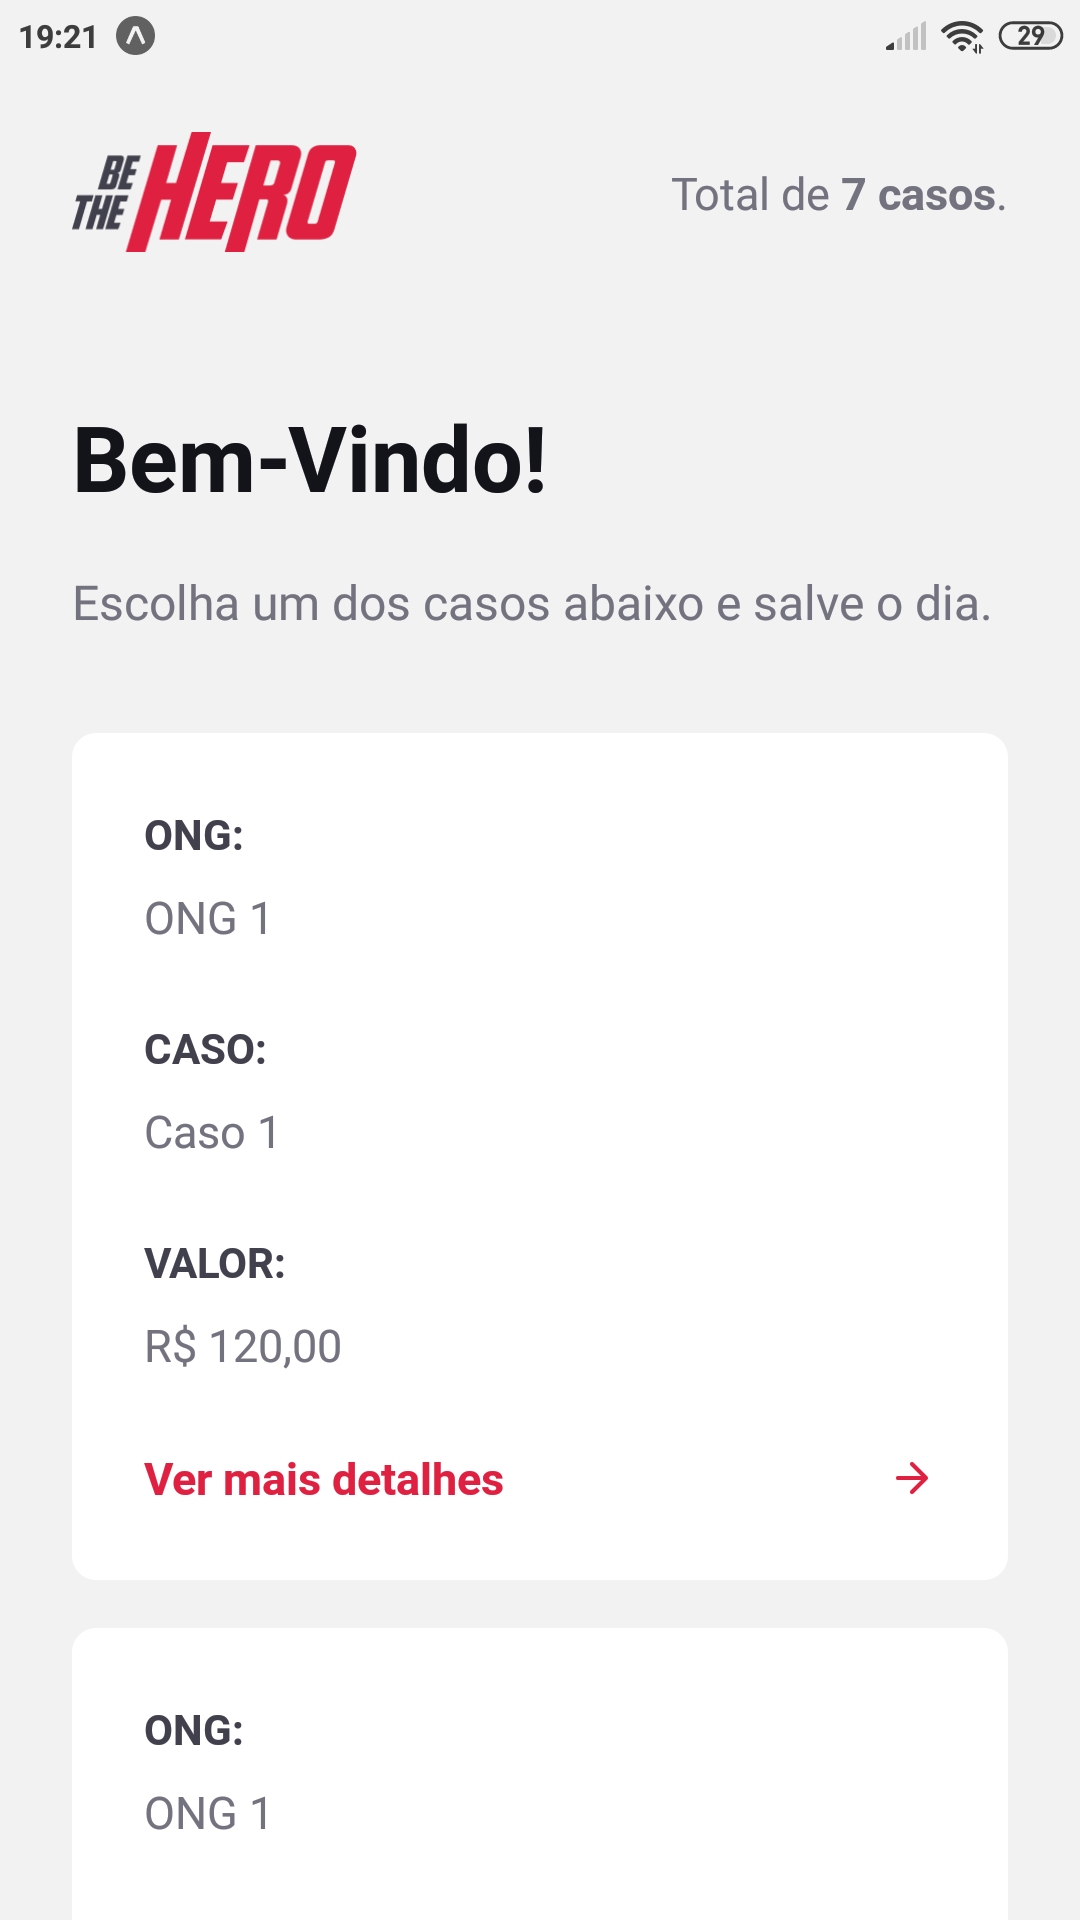 19:21
29
BE
THE
HERO
Total de 7 casos.
Bem-Vindo!
Escolha um dos casos abaixo e salve o dia.
ONG:
ONG 1
CASO:
Caso 1
VALOR:
R$ 120,00
Ver mais detalhes
ONG:
ONG 1